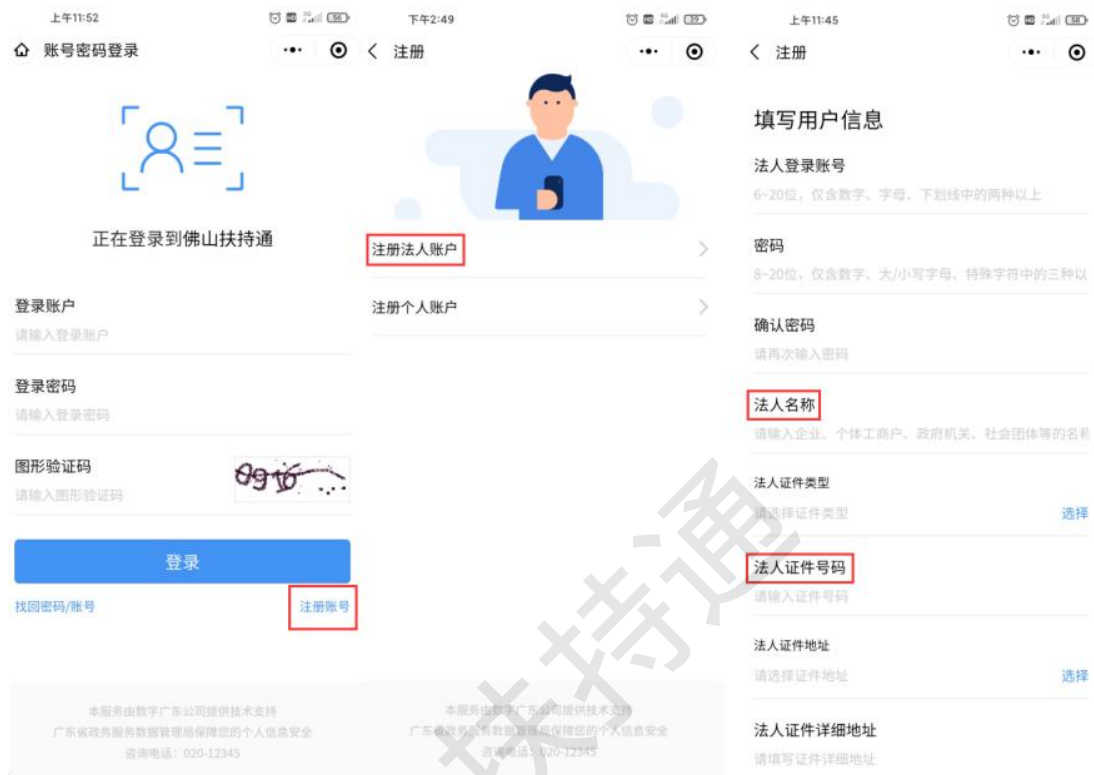 上午11:52
账号密码登录
正在登录到佛山扶持通
登录账户
请输入登录账户
登录密码
请输入登录密码
图形验证码
请输入图形验证码
登录
找回密码/账号
注册账号
本服务由数字广东公司提供技术支持
广东省政务服务数据管理局保障您的个人信息安全
咨询电话：020-12345
下午2:49
注册
注册法人账户
注册个人账户
本服务由数字广东公司提供技术支持
广东省政务服务数据管理局保障您的个人信息安全
咨询电话：020-12345
上午11:45
注册
填写用户信息
法人登录账号
6~20位，仅含数字、字母、下划线中的两种以上
密码
8~20位，仅含数字、大/小写字母、特殊字符中的三种以
确认密码
请再次输入密码
法人名称
请输入企业、个体工商户、政府机关、社会团体等的名称
法人证件类型
请选择证件类型
选择
法人证件号码
请输入证件号码
法人证件地址
请选择证件地址
选择
法人证件详细地址
请填写证件详细地址
扶持通